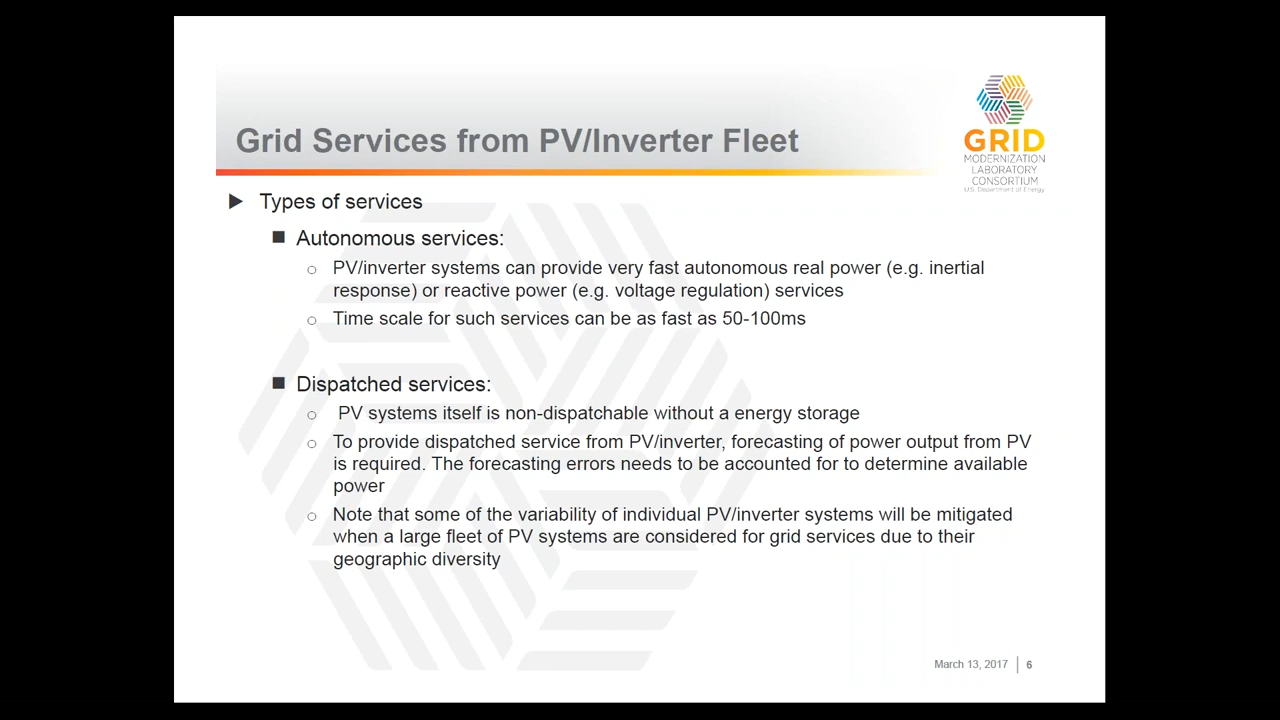 Grid Services from PV/Inverter Fleet
GRID
MODERNIZATION
LABORATORY
CONSORTIUM
U.S. Department of Energy
Types of services
Autonomous services:
PV/inverter systems can provide very fast autonomous real power (e.g. inertial
response) or reactive power (e.g. voltage regulation) services
Time scale for such services can be as fast as 50-100ms
Dispatched services:
PV systems itself is non-dispatchable without a energy storage
To provide dispatched service from PV/inverter, forecasting of power output from PV
is required. The forecasting errors needs to be accounted for to determine available
power
Note that some of the variability of individual PV/inverter systems will be mitigated
when a large fleet of PV systems are considered for grid services due to their
geographic diversity
March 13, 2017 6